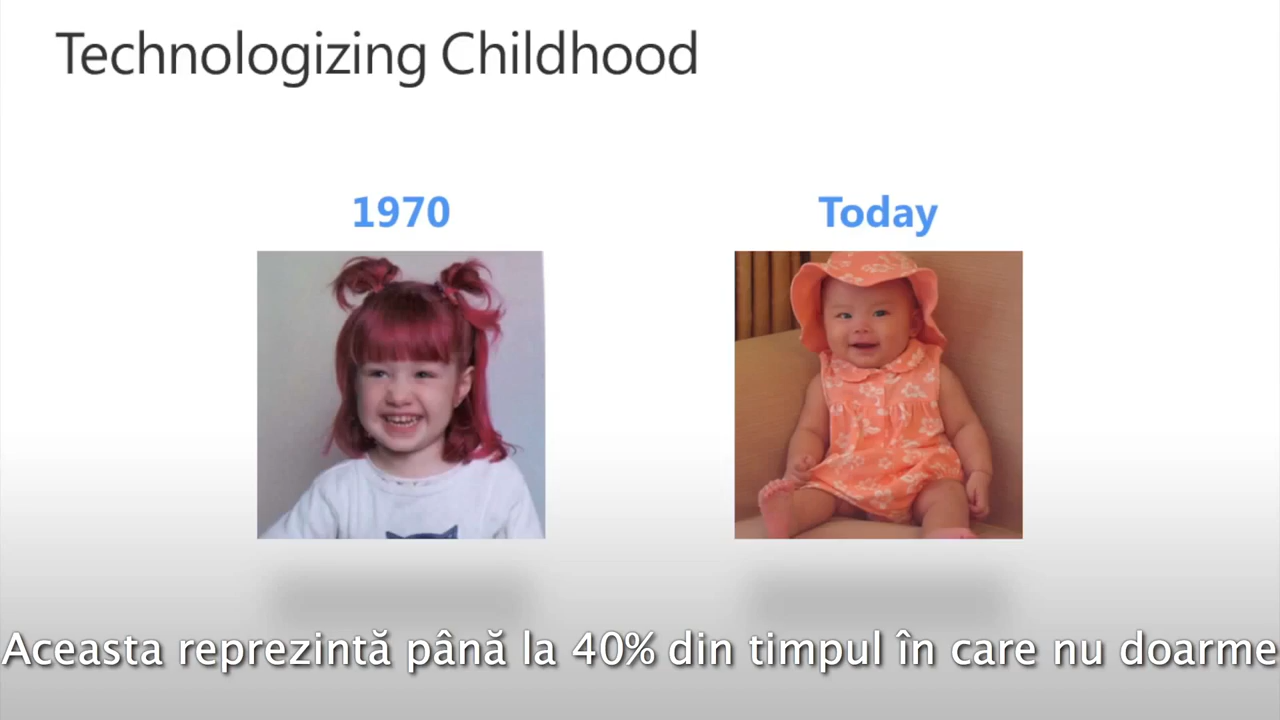 Technologizing Childhood
1970
Today
Aceasta reprezintă până la 40% din timpul în care nu doarme